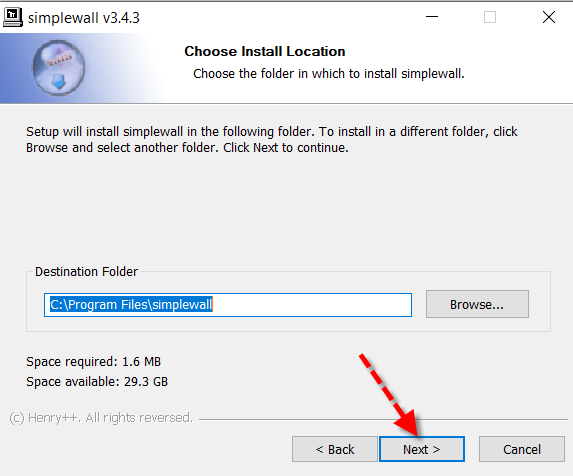 simplewall v3.4.3
Choose Install Location
Choose the folder in which to install simplewall.
Setup will install simplewall in the following folder. To install in a different folder, click
Browse and select another folder. Click Next to continue.
Destination Folder
C:\Program Files\simplewall
Browse...
Space required: 1.6 MB
Space available: 29.3 GB
(c) Henry++. All rights reversed.
< Back
Next >
Cancel